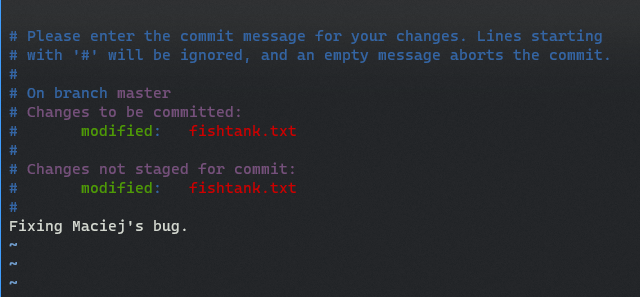 # Please enter the commit message for your changes. Lines starting
# with '#' will be ignored, and an empty message aborts the commit.
#
# On branch master
# Changes to be committed:
#       modified:   fishtank.txt
#
# Changes not staged for commit:
#       modified:   fishtank.txt
#
Fixing Maciej's bug.
~
~
~